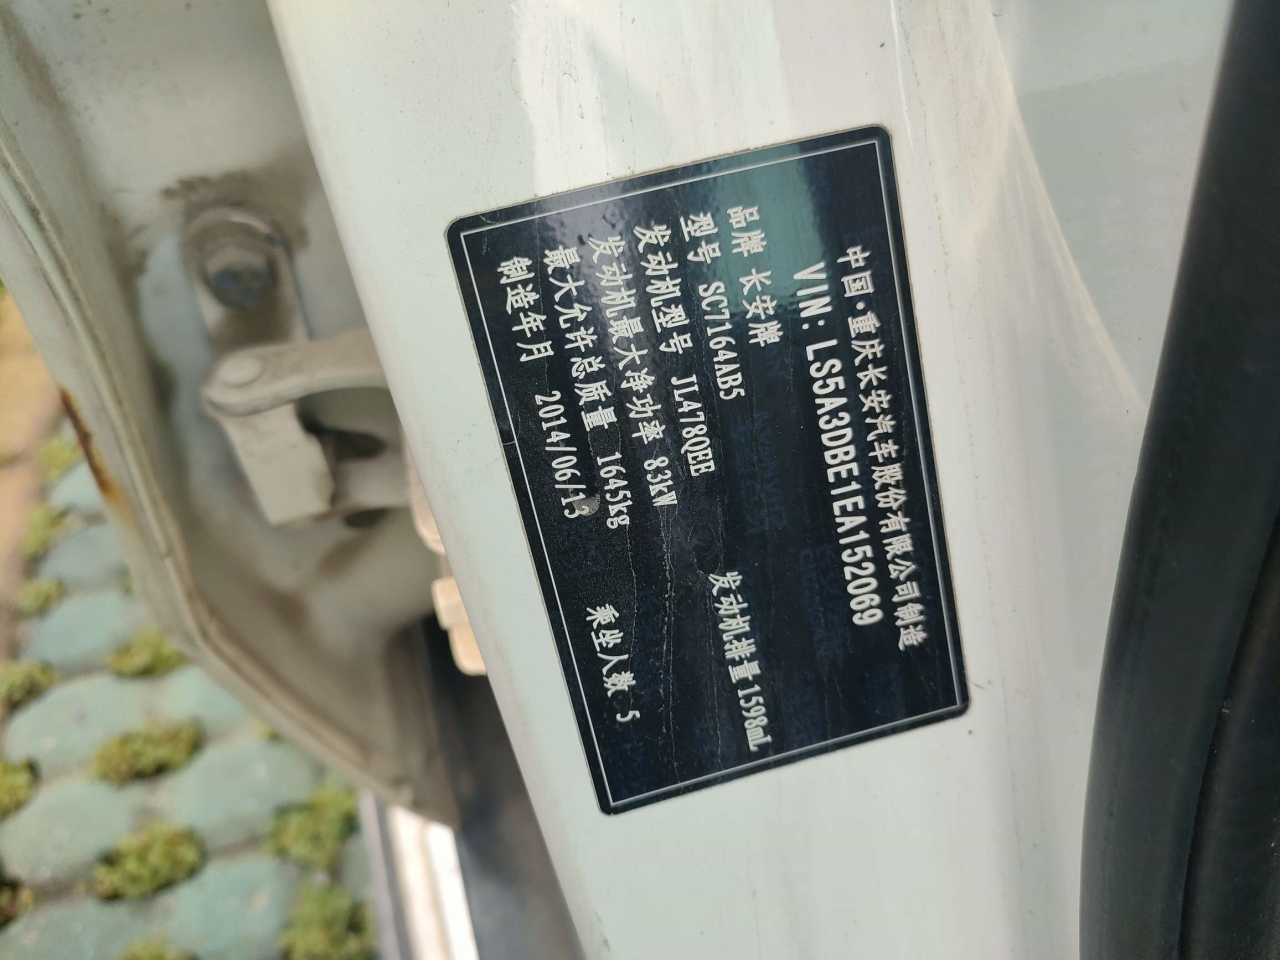 中国·重庆长安汽车股份有限公司制造
VIN: LS5A3DBE1EA152069
品牌 长安牌
型号 SC7164AB5
发动机型号 JL478QEE 发动机排量 1598mL
发动机最大净功率 83kW
最大允许总质量 1645kg
制造年月 2014/06/13 乘坐人数 5